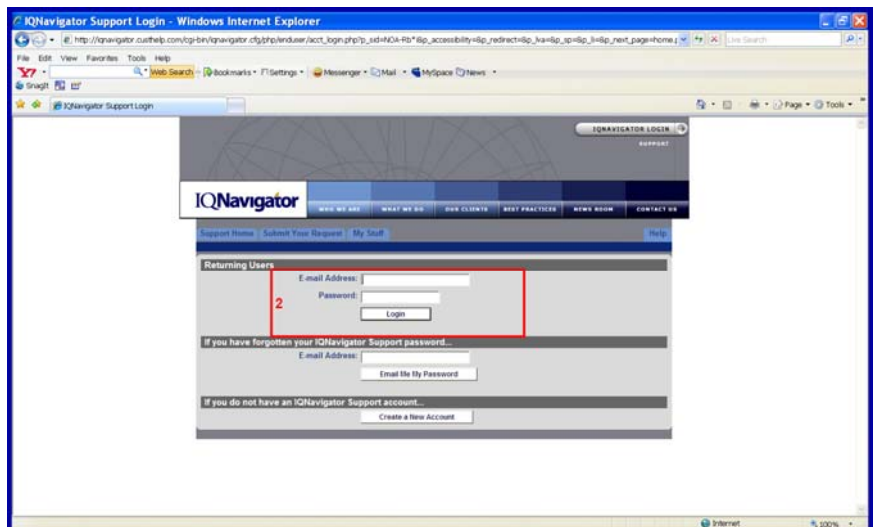 IQNavigator Support Login - Windows Internet Explorer
Live Search
File Edit View Favorites Tools Help
Y7 Web Search Bookmarks Settings Messenger Mail MySpace News
SnagIt
IQNavigator Support Login Page Tools
IQNAVIGATOR LOGIN
SUPPORT
IQNavigator WHO WE ARE WHAT WE DO OUR CLIENTS BEST PRACTICES NEWS ROOM CONTACT US
Support Home Submit Your Request My Stuff Help
Returning Users
E-mail Address:
2 Password:
Login
If you have forgotten your IQNavigator Support password...
E-mail Address:
Email Me My Password
If you do not have an IQNavigator Support account...
Create a New Account
Internet 100%